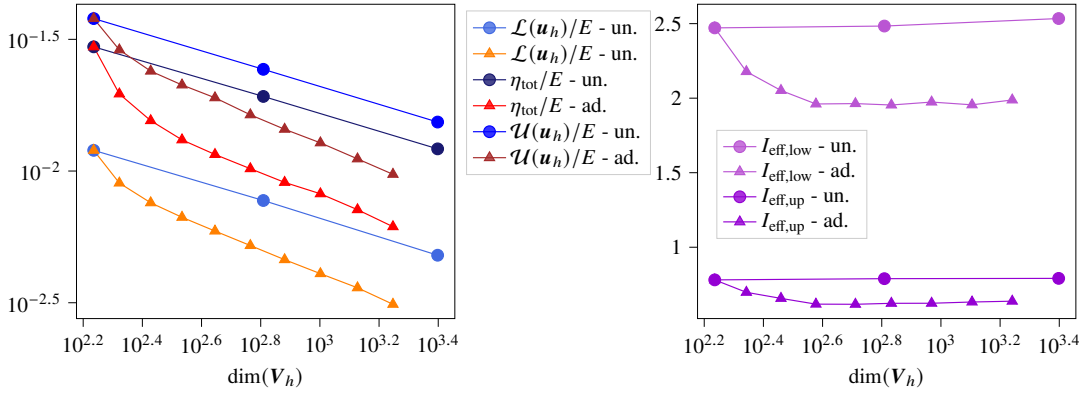 10^−1.5
10^−2
10^−2.5
10^2.2 10^2.4 10^2.6 10^2.8 10^3 10^3.2 10^3.4
dim(𝑽_h)
ℒ(𝒖_h)/E - un.
ℒ(𝒖_h)/E - un.
η_tot/E - un.
η_tot/E - ad.
𝒰(𝒖_h)/E - un.
𝒰(𝒖_h)/E - ad.
2.5
2
1.5
1
10^2.2 10^2.4 10^2.6 10^2.8 10^3 10^3.2 10^3.4
dim(𝑽_h)
I_eff,low - un.
I_eff,low - ad.
I_eff,up - un.
I_eff,up - ad.